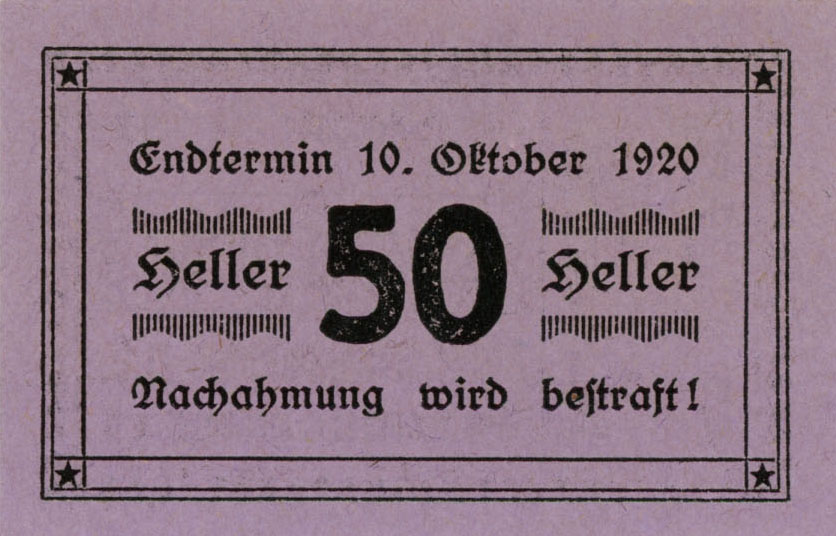 Endtermin 10. Oktober 1920
Heller 50 Heller
Nachahmung wird bestraft!